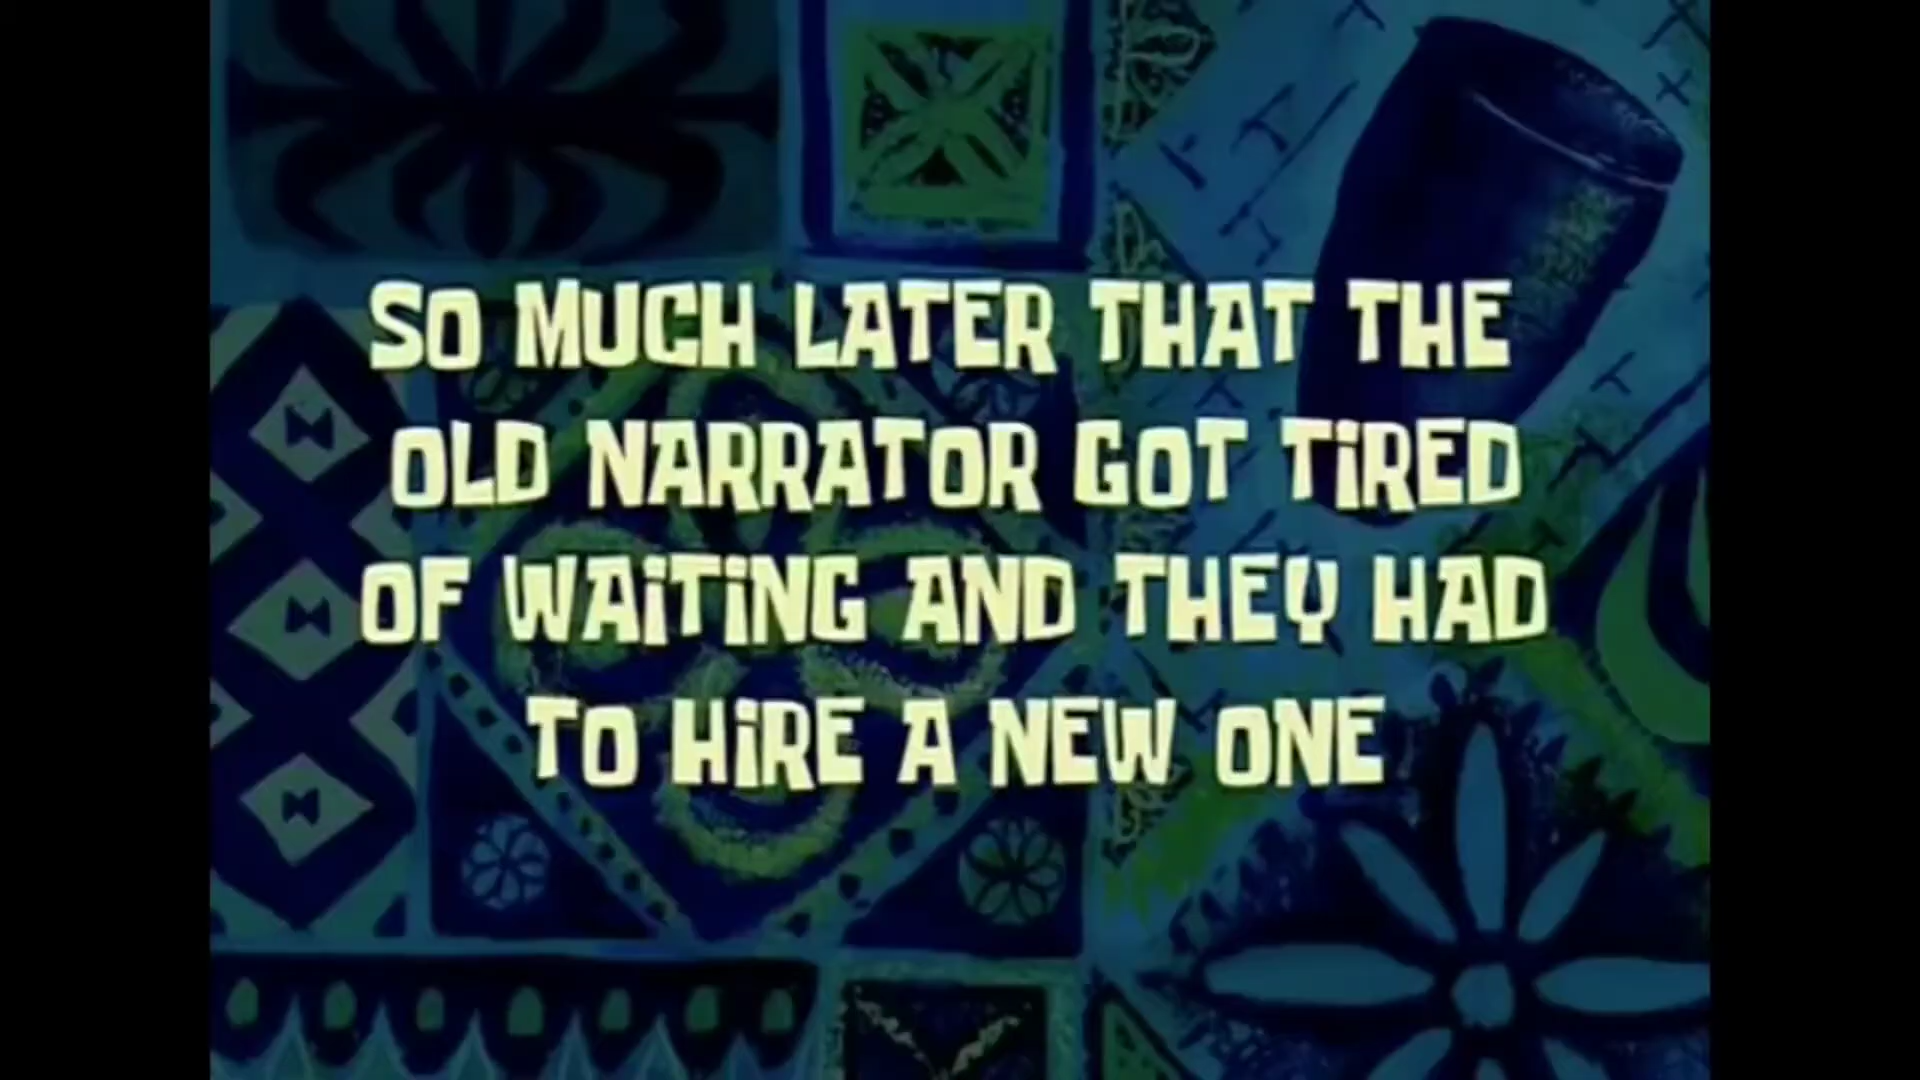 SO MUCH LATER THAT THE
OLD NARRATOR GOT TiRED
OF WAiTiNG AND THEY HAD
TO HiRE A NEW ONE